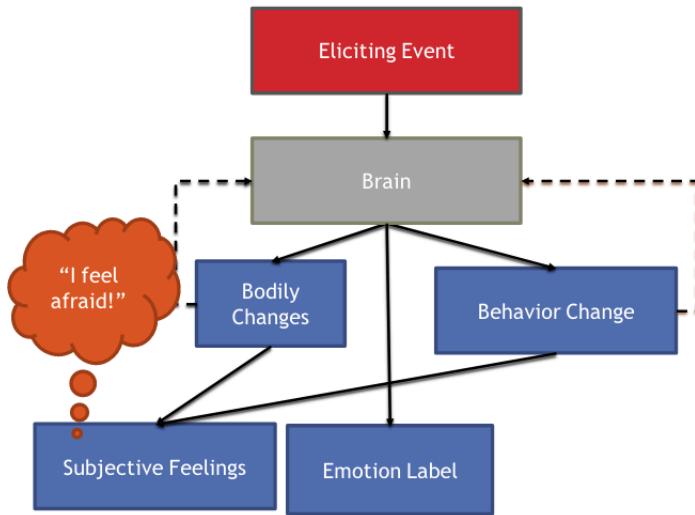 Eliciting Event
Brain
“I feel
afraid!”
Bodily
Changes
Behavior Change
Subjective Feelings
Emotion Label